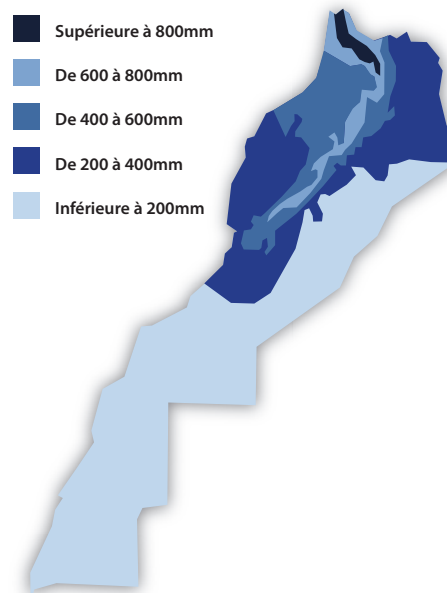 Supérieure à 800mm
De 600 à 800mm
De 400 à 600mm
De 200 à 400mm
Inférieure à 200mm